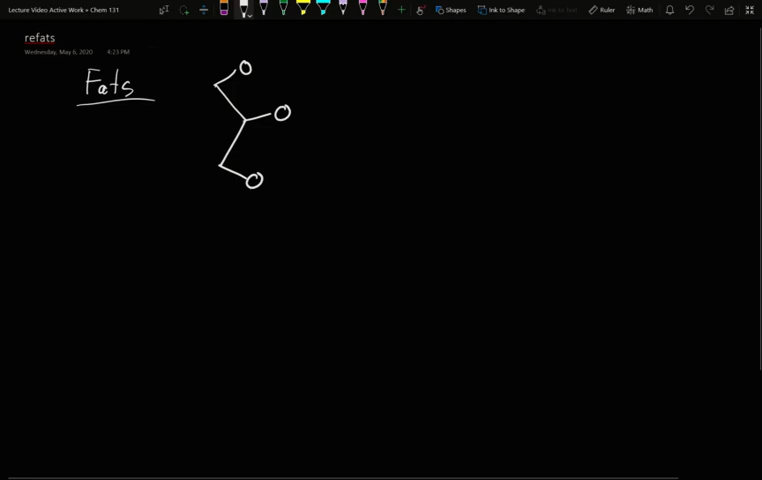 Lecture Video Active Work » Chem 131
Shapes Ink to Shape Ink to Text Ruler Math
refats
Wednesday, May 6, 2020 4:23 PM
Fats
O
O
O